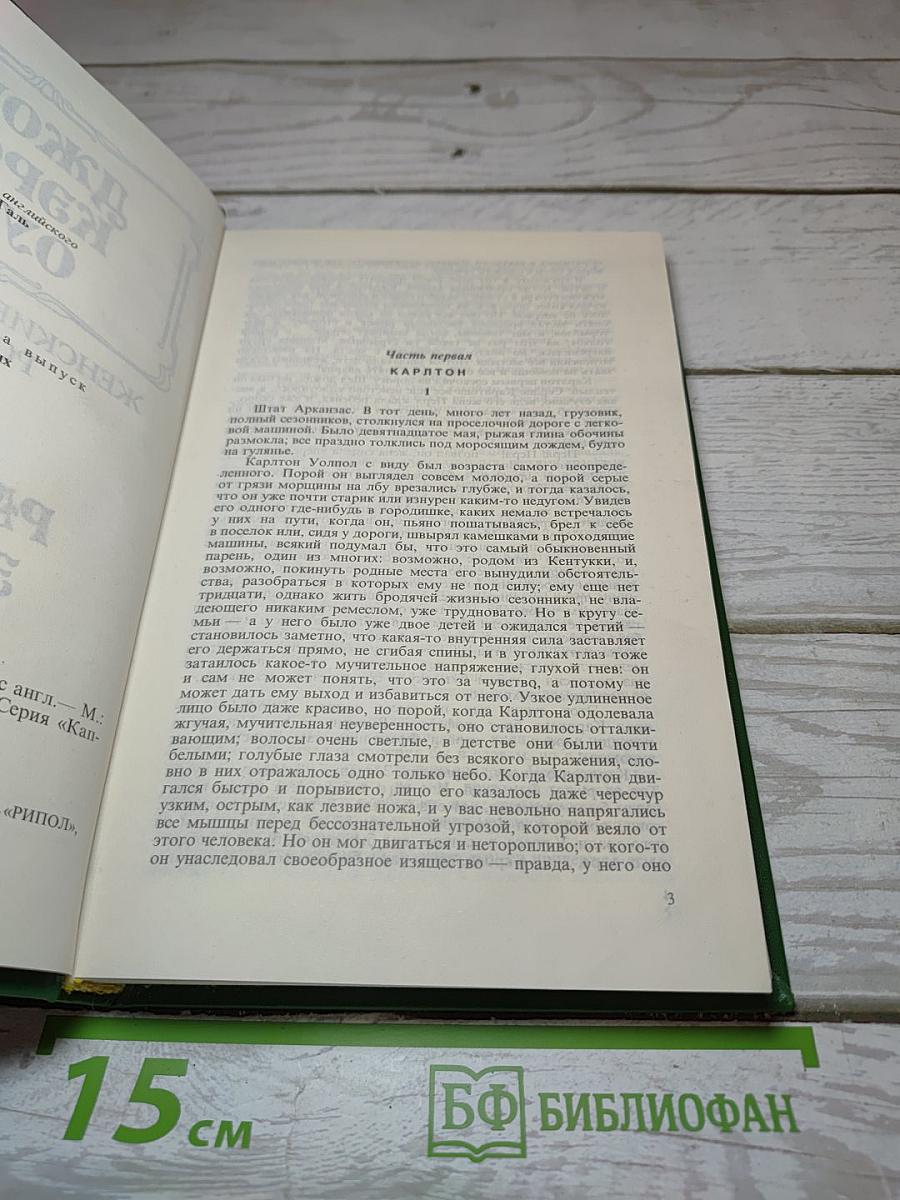 английского
Галь
а выпуск
их
с англ.— М.:
Серия «Кап-
«РИПОЛ»,
Часть первая
КАРЛТОН
1
Штат Арканзас. В тот день, много лет назад, грузовик,
полный сезонников, столкнулся на проселочной дороге с легко-
вой машиной. Было девятнадцатое мая, рыжая глина обочины
размокла; все праздно толклись под моросящим дождем, будто
на гулянье.
Карлтон Уолпол с виду был возраста самого неопреде-
ленного. Порой он выглядел совсем молодо, а порой серые
от грязи морщины на лбу врезались глубже, и тогда казалось,
что он уже почти старик или изнурен каким-то недугом. Увидев
его одного где-нибудь в городишке, каких немало встречалось
у них на пути, когда он, пьяно пошатываясь, брел к себе
в поселок или, сидя у дороги, швырял камешками в проходящие
машины, всякий подумал бы, что это самый обыкновенный
парень, один из многих: возможно, родом из Кентукки, и,
возможно, покинуть родные места его вынудили обстоятель-
ства, разобраться в которых ему не под силу; ему еще нет
тридцати, однако жить бродячей жизнью сезонника, не вла-
деющего никаким ремеслом, уже трудновато. Но в кругу се-
мьи — а у него было уже двое детей и ожидался третий —
становилось заметно, что какая-то внутренняя сила заставляет
его держаться прямо, не сгибая спины, и в уголках глаз тоже
затаилось какое-то мучительное напряжение, глухой гнев: он
и сам не может понять, что это за чувство, а потому не
может дать ему выход и избавиться от него. Узкое удлиненное
лицо было даже красиво, но порой, когда Карлтона одолевала
жгучая, мучительная неуверенность, оно становилось отталки-
вающим; волосы очень светлые, в детстве они были почти
белыми; голубые глаза смотрели без всякого выражения, сло-
вно в них отражалось одно только небо. Когда Карлтон дви-
гался быстро и порывисто, лицо его казалось даже чересчур
узким, острым, как лезвие ножа, и у вас невольно напрягались
все мышцы перед бессознательной угрозой, которой веяло от
этого человека. Но он мог двигаться и неторопливо; от кого-то
он унаследовал своеобразное изящество — правда, у него оно
3
15 см
БФ БИБЛИОФАН